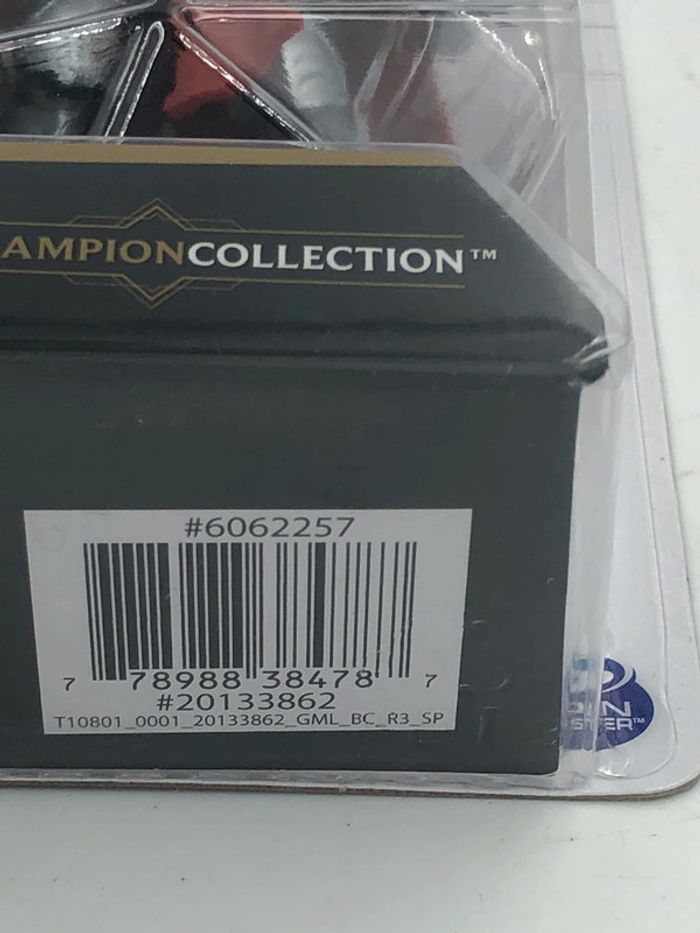 AMPIONCOLLECTION™
#6062257
7 78988 38478 7
#20133862
T10801_0001_20133862_GML_BC_R3_SP